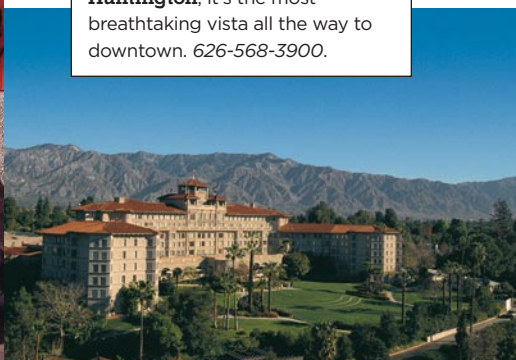 Huntington, it's the most
breathtaking vista all the way to
downtown. 626-568-3900.